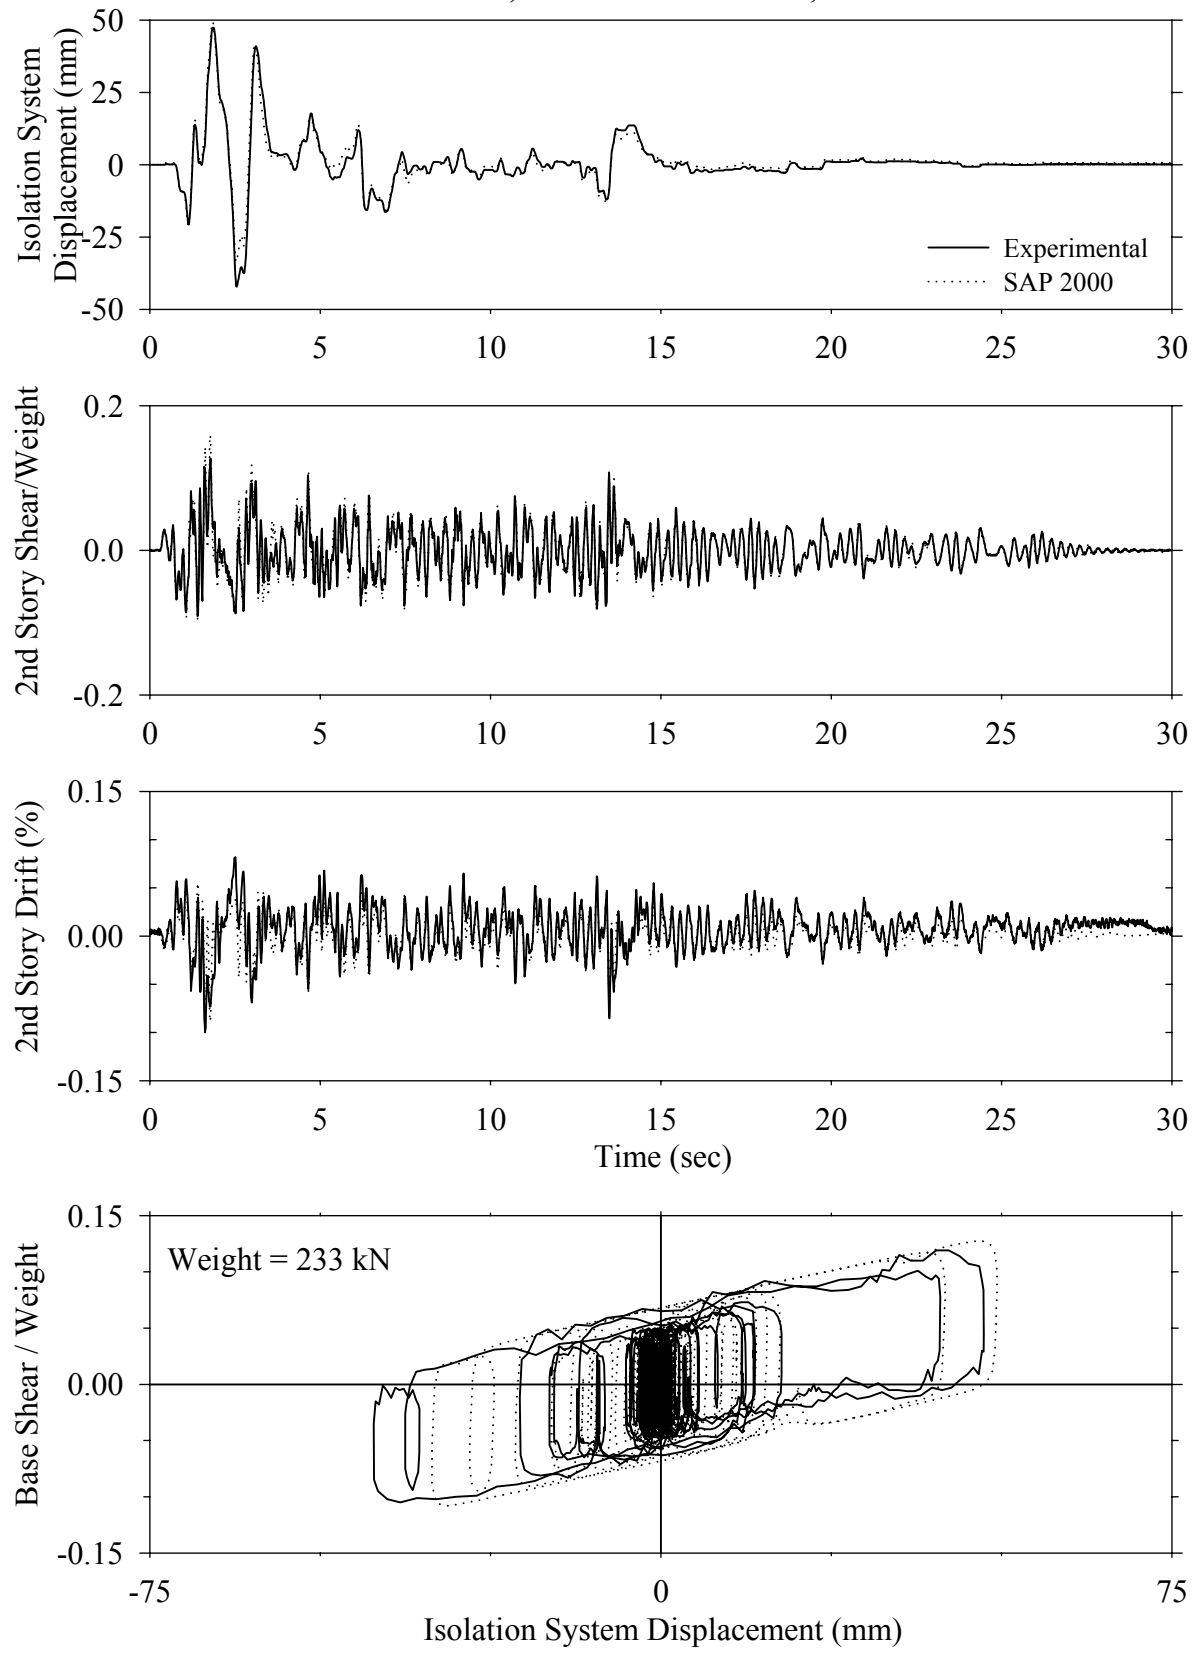 Isolation System
Displacement (mm)
50
25
0
-25
-50
Experimental
SAP 2000
0 5 10 15 20 25 30
2nd Story Shear/Weight
0.2
0.0
-0.2
0 5 10 15 20 25 30
2nd Story Drift (%)
0.15
0.00
-0.15
0 5 10 15 20 25 30
Time (sec)
Base Shear / Weight
0.15
0.00
-0.15
Weight = 233 kN
-75 0 75
Isolation System Displacement (mm)